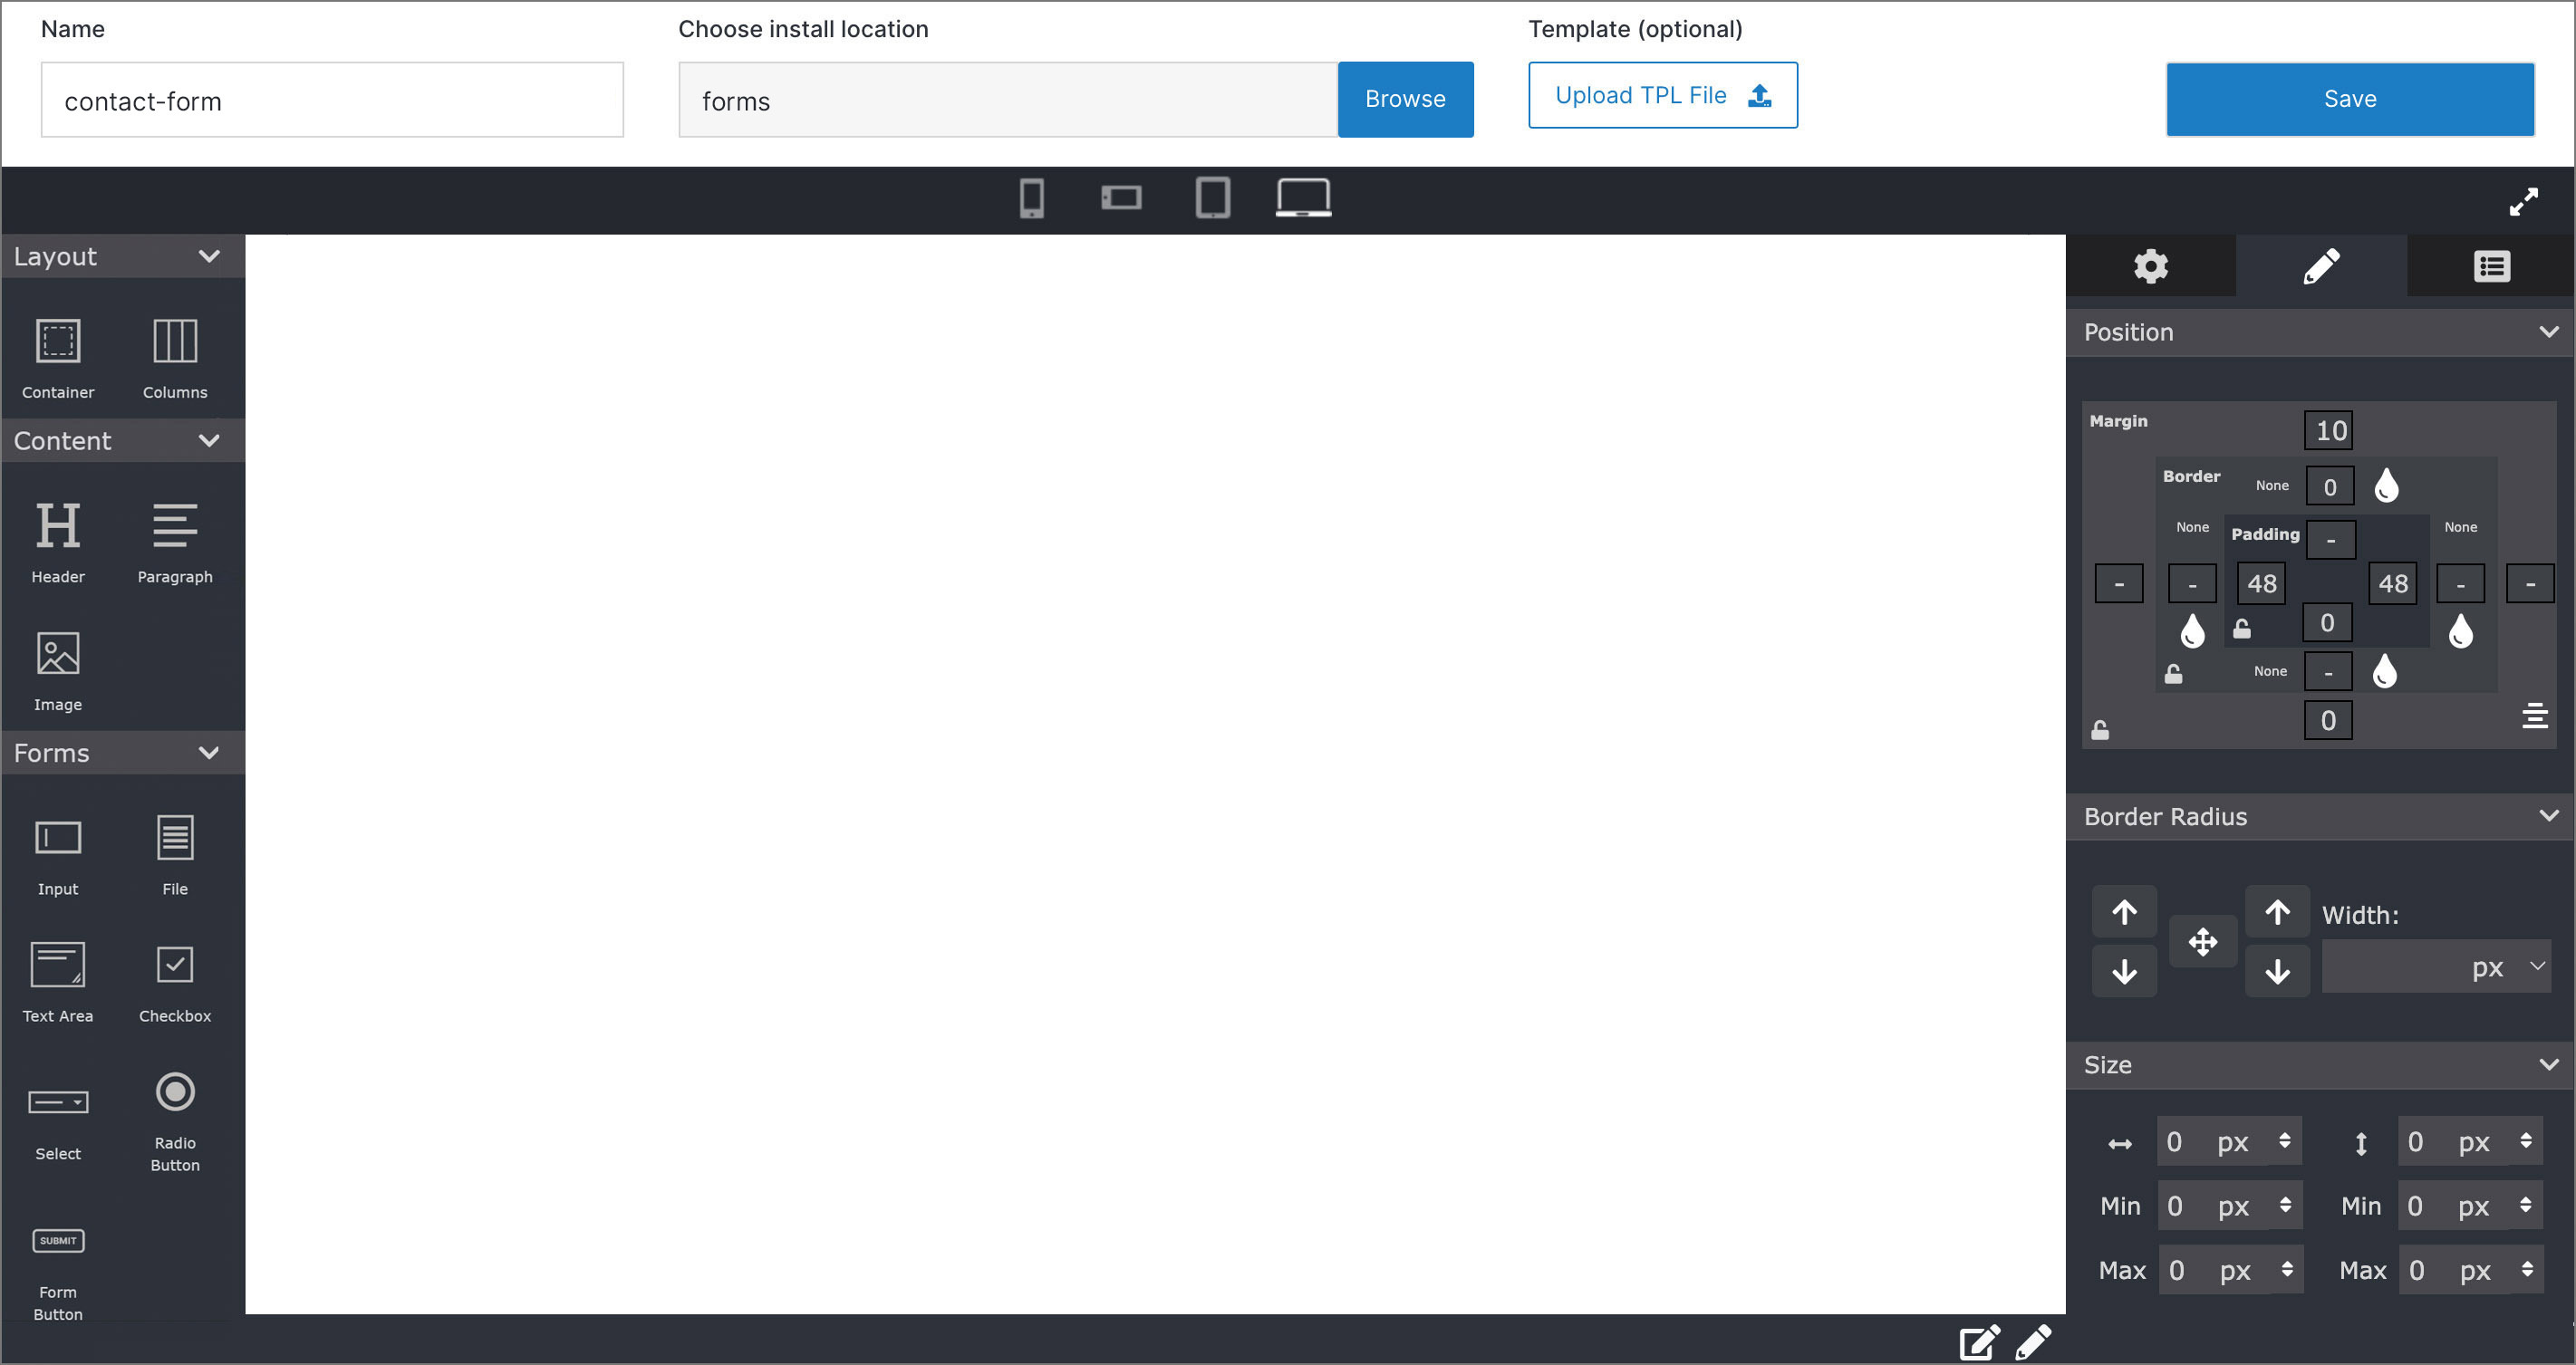 Name
Choose install location
Template (optional)
contact-form
forms
Browse
Upload TPL File
Save
Layout
Container
Columns
Content
Header
Paragraph
Image
Forms
Input
File
Text Area
Checkbox
Select
Radio
Button
SUBMIT
Form
Button
Position
Margin
10
Border
None
0
None
Padding
-
None
-
-
48
48
-
-
0
None
-
0
Border Radius
Width:
px
Size
0 px
0 px
Min 0 px
Min 0 px
Max 0 px
Max 0 px